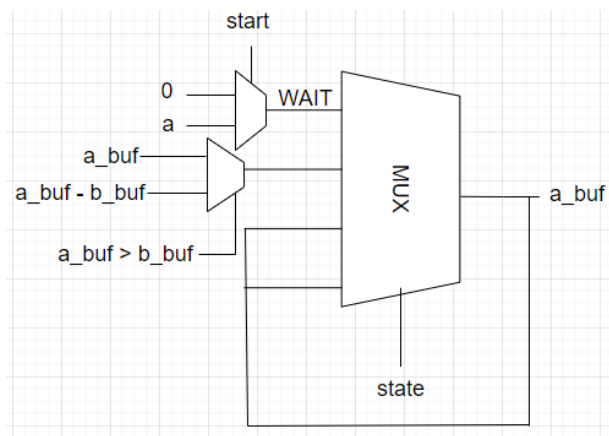 start
0
WAIT
a
a_buf
MUX
a_buf
a_buf - b_buf
a_buf > b_buf
state